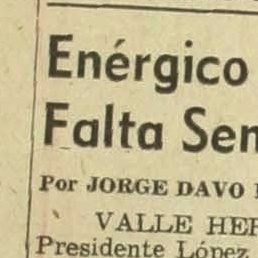 Enérgico
Falta Sen
Por JORGE DAVO
VALLE HER
Presidente López